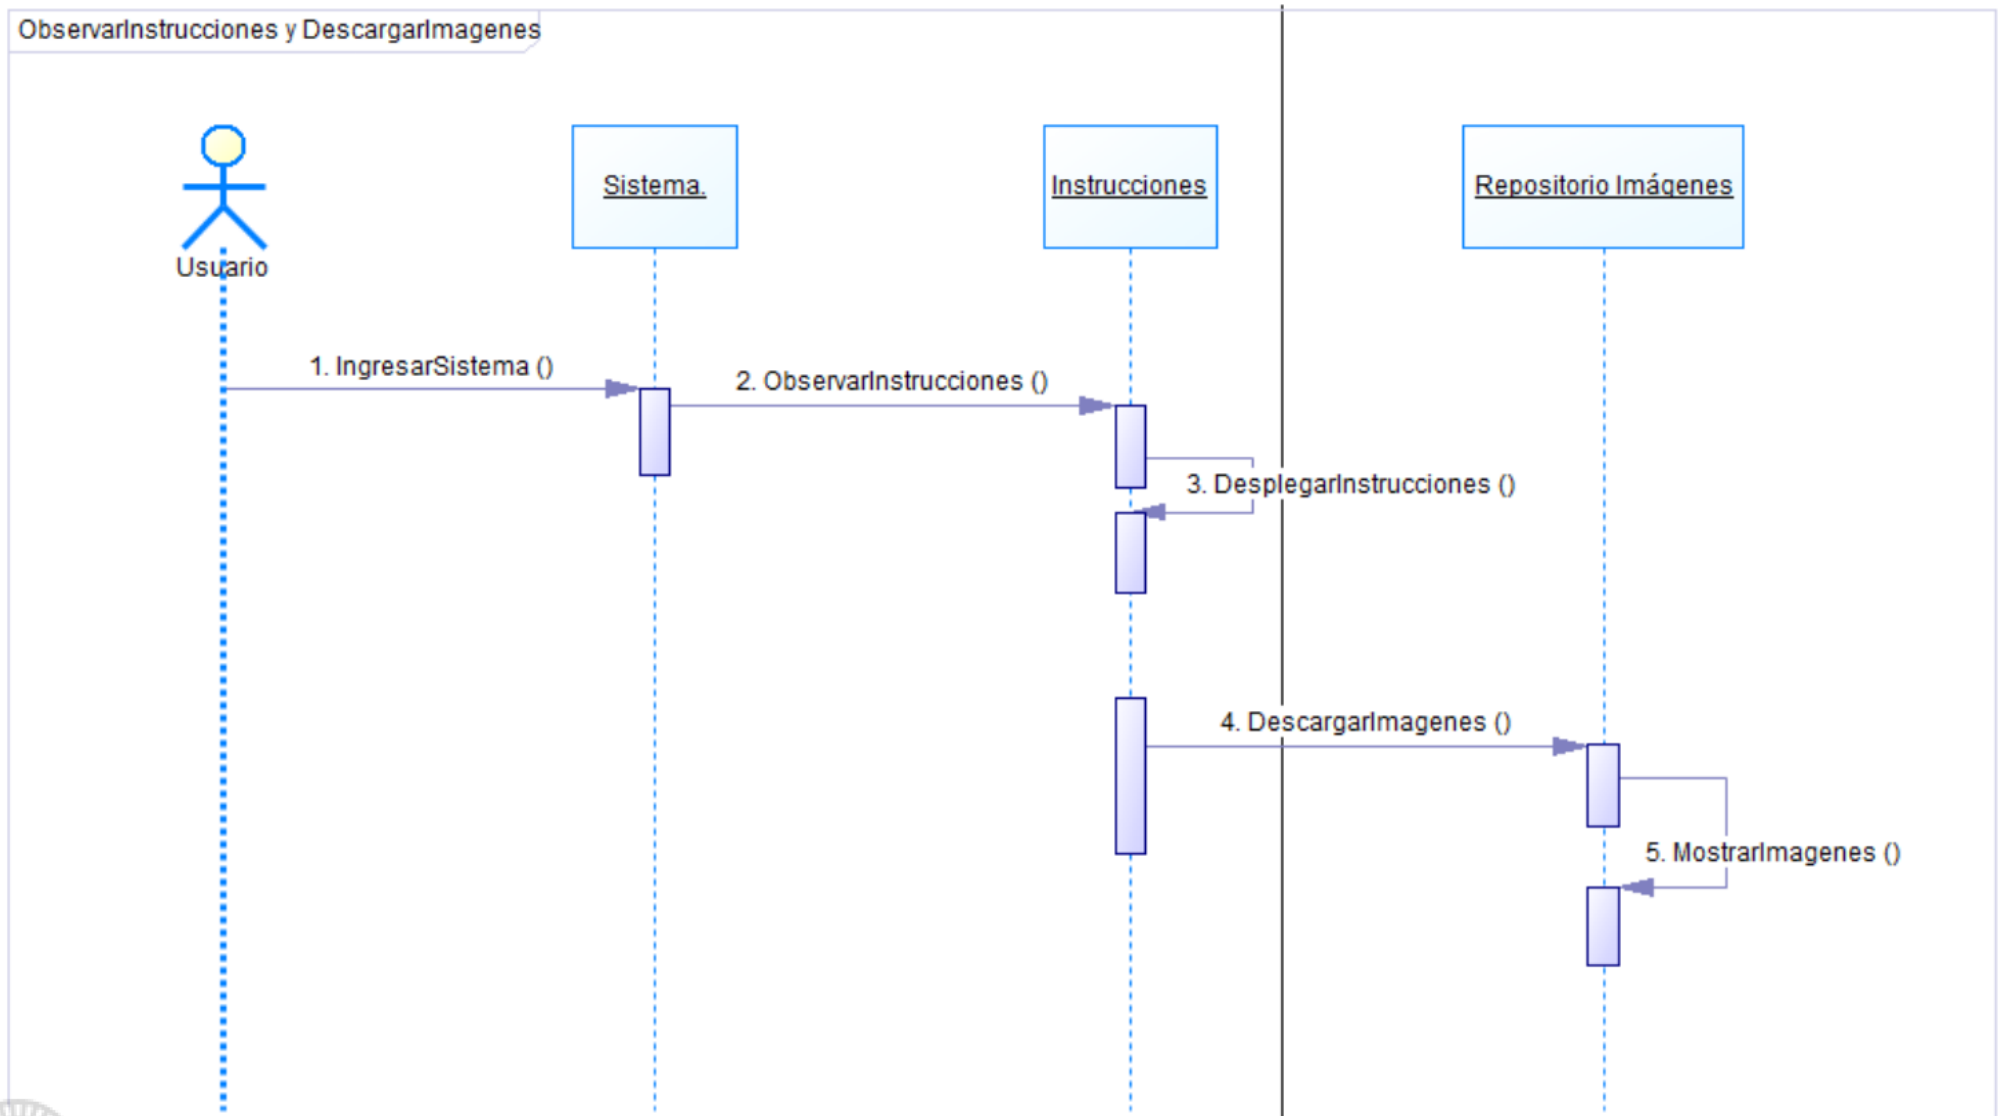 ObservarInstrucciones y DescargarImagenes
Usuario
Sistema.
Instrucciones
Repositorio Imágenes
1. IngresarSistema ()
2. ObservarInstrucciones ()
3. DesplegarInstrucciones ()
4. DescargarImagenes ()
5. MostrarImagenes ()